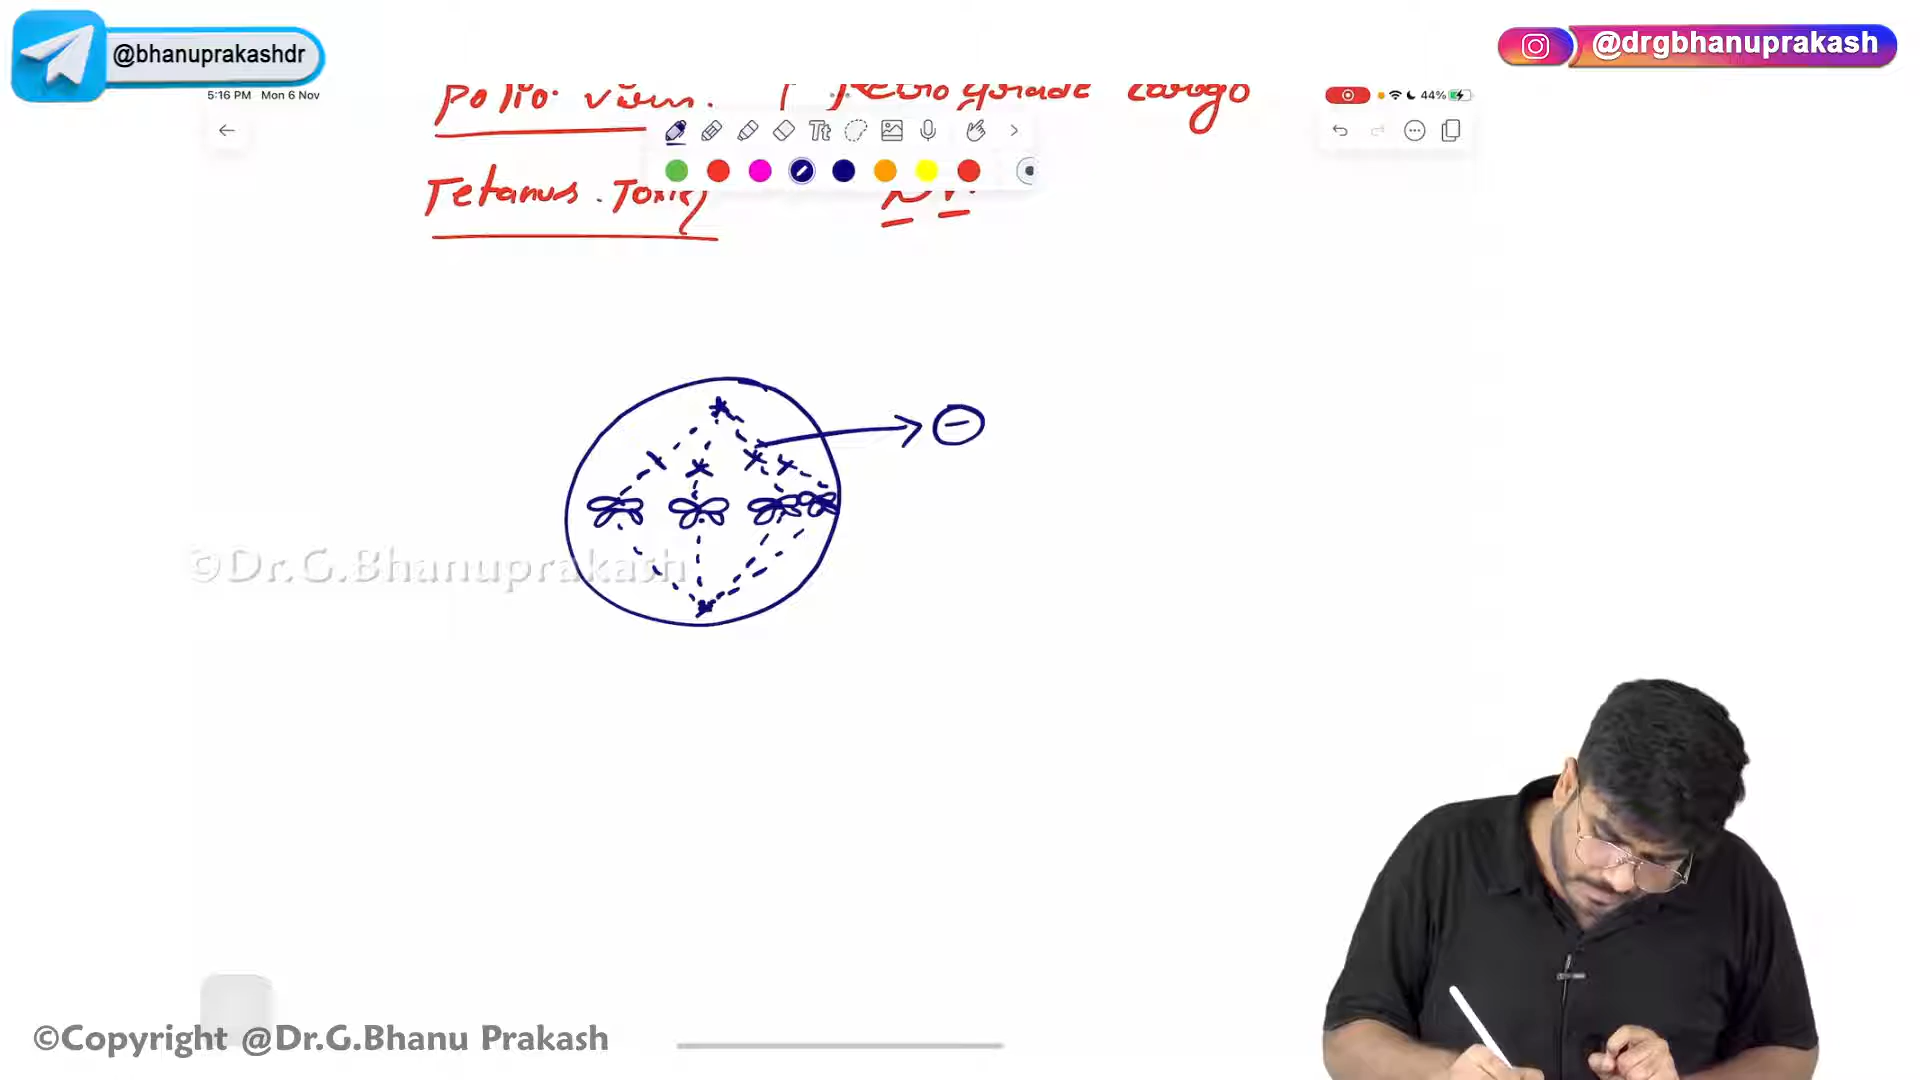 @bhanuprakashdr
@drgbhanuprakash
5:16 PM Mon 6 Nov
44%
Polio virus. Retrograde Cargo
Tt
Tetanus. Toxin
©Dr.G.Bhanuprakash
©Copyright @Dr.G.Bhanu Prakash